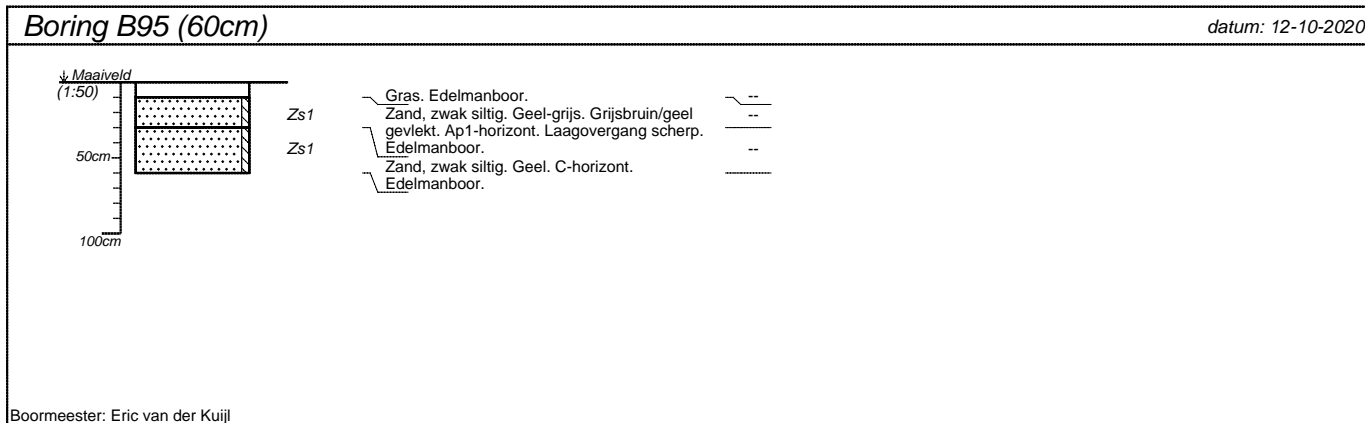 Boring B95 (60cm)
datum: 12-10-2020
Maaiveld
(1:50)
50cm
100cm
Zs1
Zs1
Gras. Edelmanboor.
Zand, zwak siltig. Geel-grijs. Grijsbruin/geel
gevlekt. Ap1-horizont. Laagovergang scherp.
Edelmanboor.
Zand, zwak siltig. Geel. C-horizont.
Edelmanboor.
--
--
--
Boormeester: Eric van der Kuijl